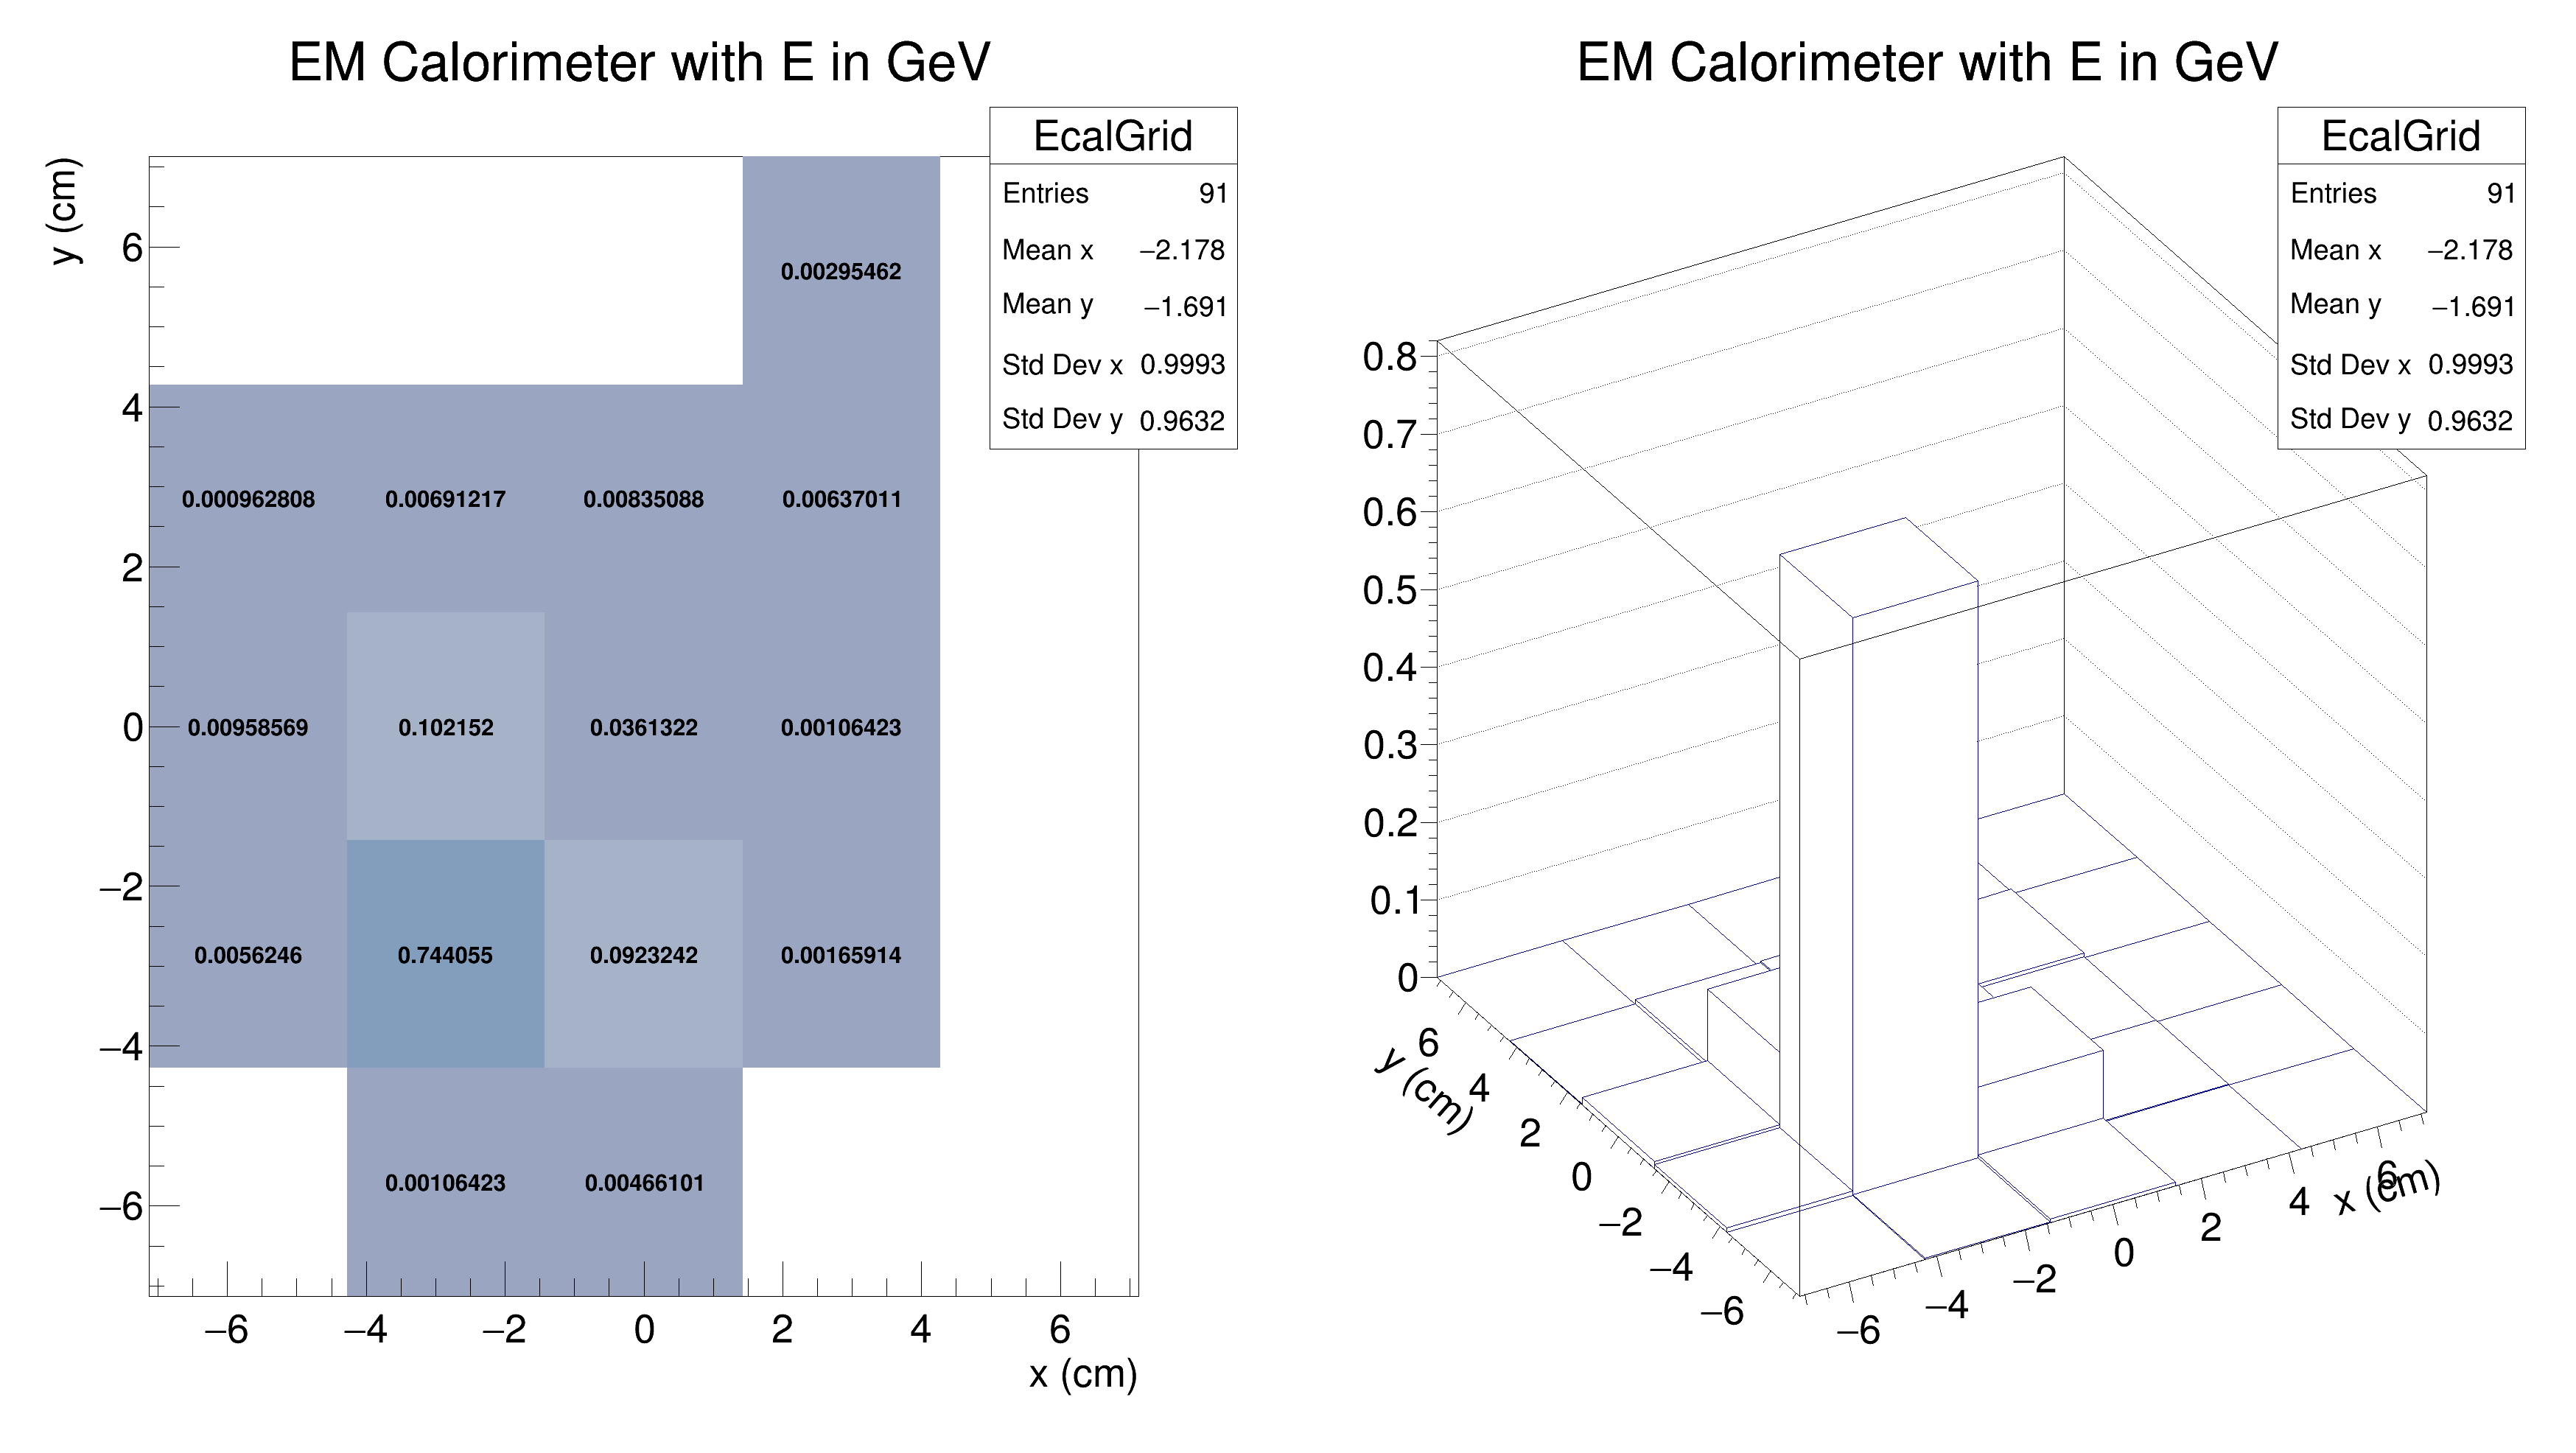 EM Calorimeter with E in GeV
EcalGrid
Entries 91
Mean x −2.178
Mean y −1.691
Std Dev x 0.9993
Std Dev y 0.9632
y (cm)
6
4
2
0
−2
−4
−6
0.00295462
0.000962808 0.00691217 0.00835088 0.00637011
0.00958569 0.102152 0.0361322 0.00106423
0.0056246 0.744055 0.0923242 0.00165914
0.00106423 0.00466101
−6 −4 −2 0 2 4 6
x (cm)
EM Calorimeter with E in GeV
EcalGrid
Entries 91
Mean x −2.178
Mean y −1.691
Std Dev x 0.9993
Std Dev y 0.9632
0.8
0.7
0.6
0.5
0.4
0.3
0.2
0.1
0
y (cm)
6
4
2
0
−2
−4
−6
−6 −4 −2 0 2 4 6
x (cm)